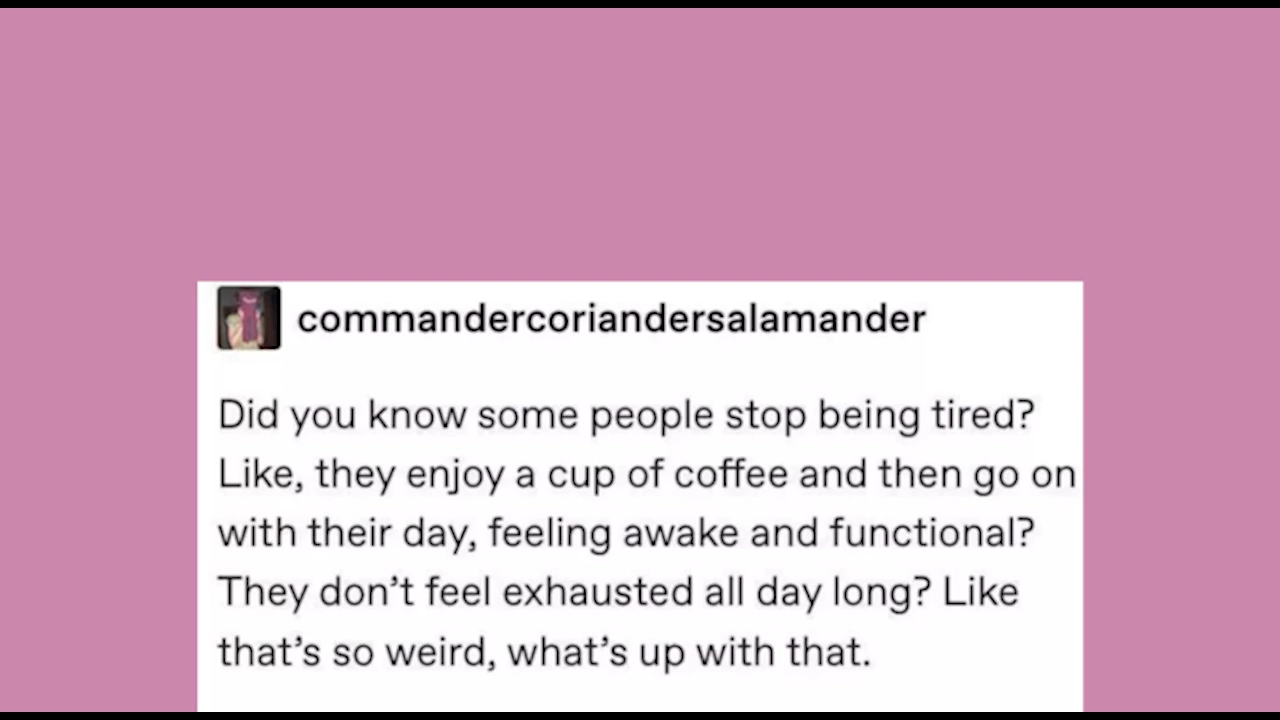 commandercoriandersalamander
Did you know some people stop being tired?
Like, they enjoy a cup of coffee and then go on
with their day, feeling awake and functional?
They don’t feel exhausted all day long? Like
that’s so weird, what’s up with that.